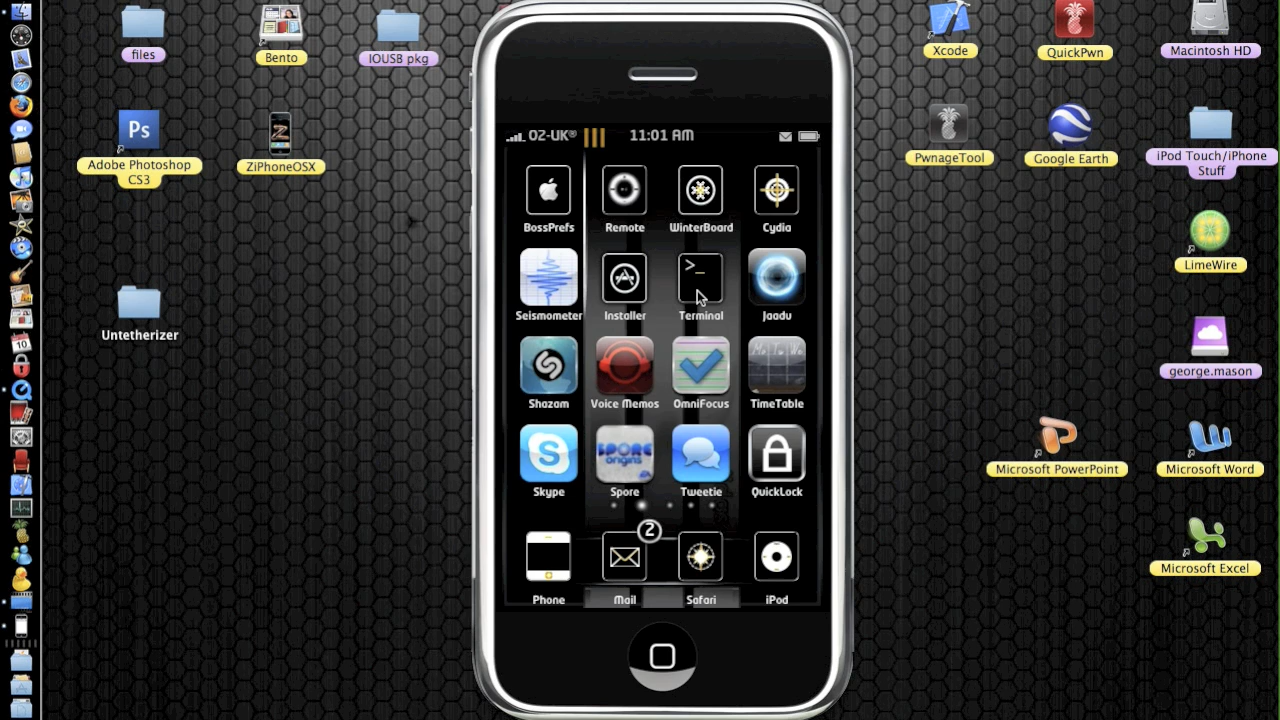 files
Bento
IOUSB pkg
Xcode
QuickPwn
Macintosh HD
Ps
Adobe Photoshop
CS3
ZiPhoneOSX
PwnageTool
Google Earth
iPod Touch/iPhone
Stuff
LimeWire
Untetherizer
george.mason
Microsoft PowerPoint
Microsoft Word
Microsoft Excel
O2-UK® 11:01 AM
BossPrefs Remote WinterBoard Cydia
>_
Seismometer Installer Terminal Jaadu
Shazam Voice Memos OmniFocus TimeTable
SPORE
origins
Skype Spore Tweetie QuickLock
2
Phone Mail Safari iPod
10